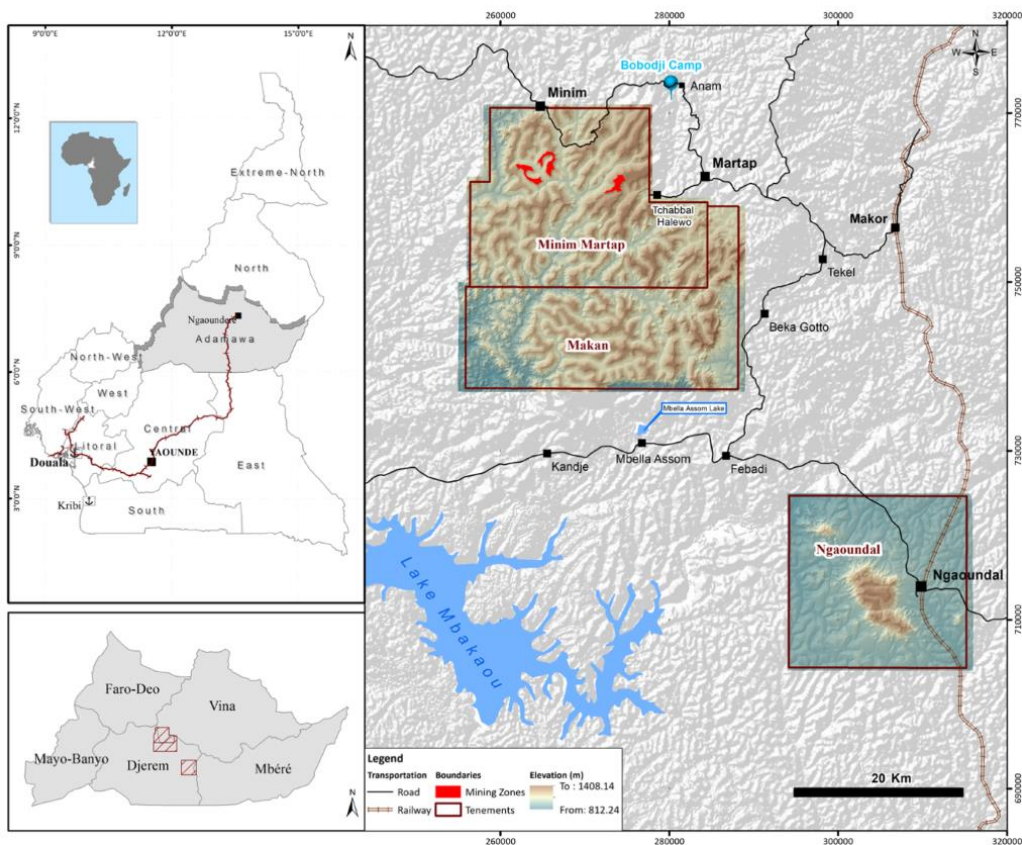 9°0'0"E
12°0'0"E
15°0'0"E
N
12°0'0"N
9°0'0"N
6°0'0"N
3°0'0"N
Extreme-North
North
Ngaoundere
Adamawa
North-West
West
South-West
Central
Litoral
YAOUNDE
Douala
East
Kribi
South
Faro-Deo
Vina
Mayo-Banyo
Djerem
Mbéré
N
260000
280000
300000
320000
N
W E
S
Bobodji Camp
Anam
Minim
770000
Martap
Tchabbal
Halewo
Makor
Minim Martap
Tekel
7500000
Beka Gotto
Makan
Mbella Assom Lake
Kandje
Mbella Assom
Febadi
730000
Ngaoundal
Ngaoundal
Lake Mbakaou
710000
690000
Legend
Transportation
Road
Railway
Boundaries
Mining Zones
Tenements
Elevation (m)
To : 1408.14
From: 812.24
20 Km
260000
280000
300000
320000